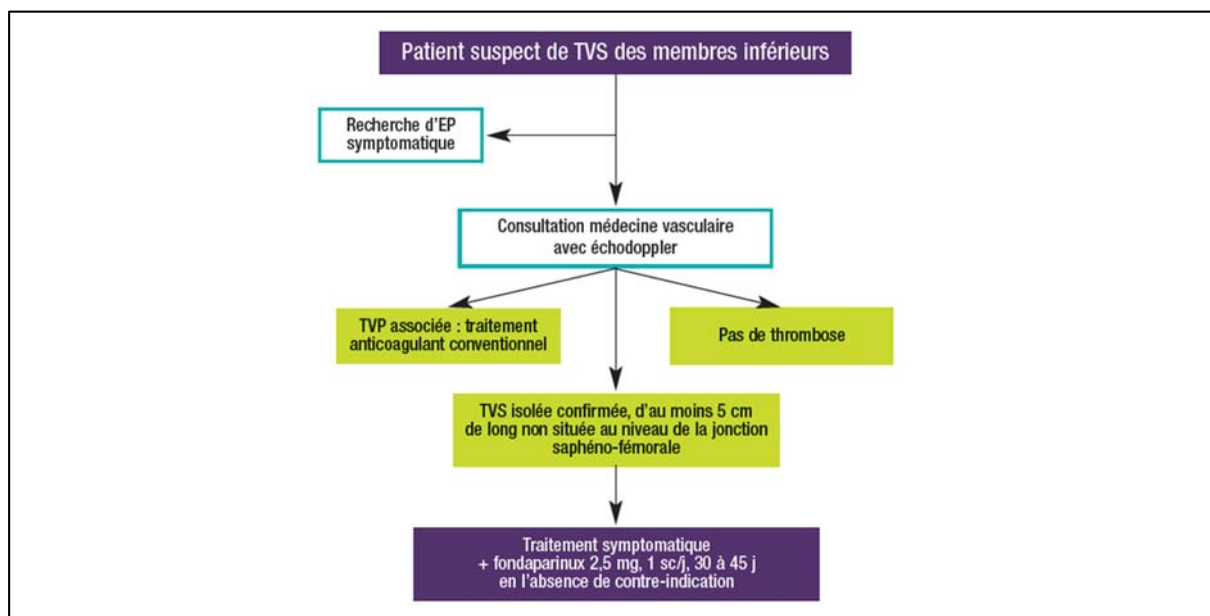 Patient suspect de TVS des membres inférieurs
Recherche d'EP
symptomatique
Consultation médecine vasculaire
avec échodoppler
TVP associée : traitement
anticoagulant conventionnel
Pas de thrombose
TVS isolée confirmée, d'au moins 5 cm
de long non située au niveau de la jonction
saphéno-fémorale
Traitement symptomatique
+ fondaparinux 2,5 mg, 1 sc/j, 30 à 45 j
en l'absence de contre-indication